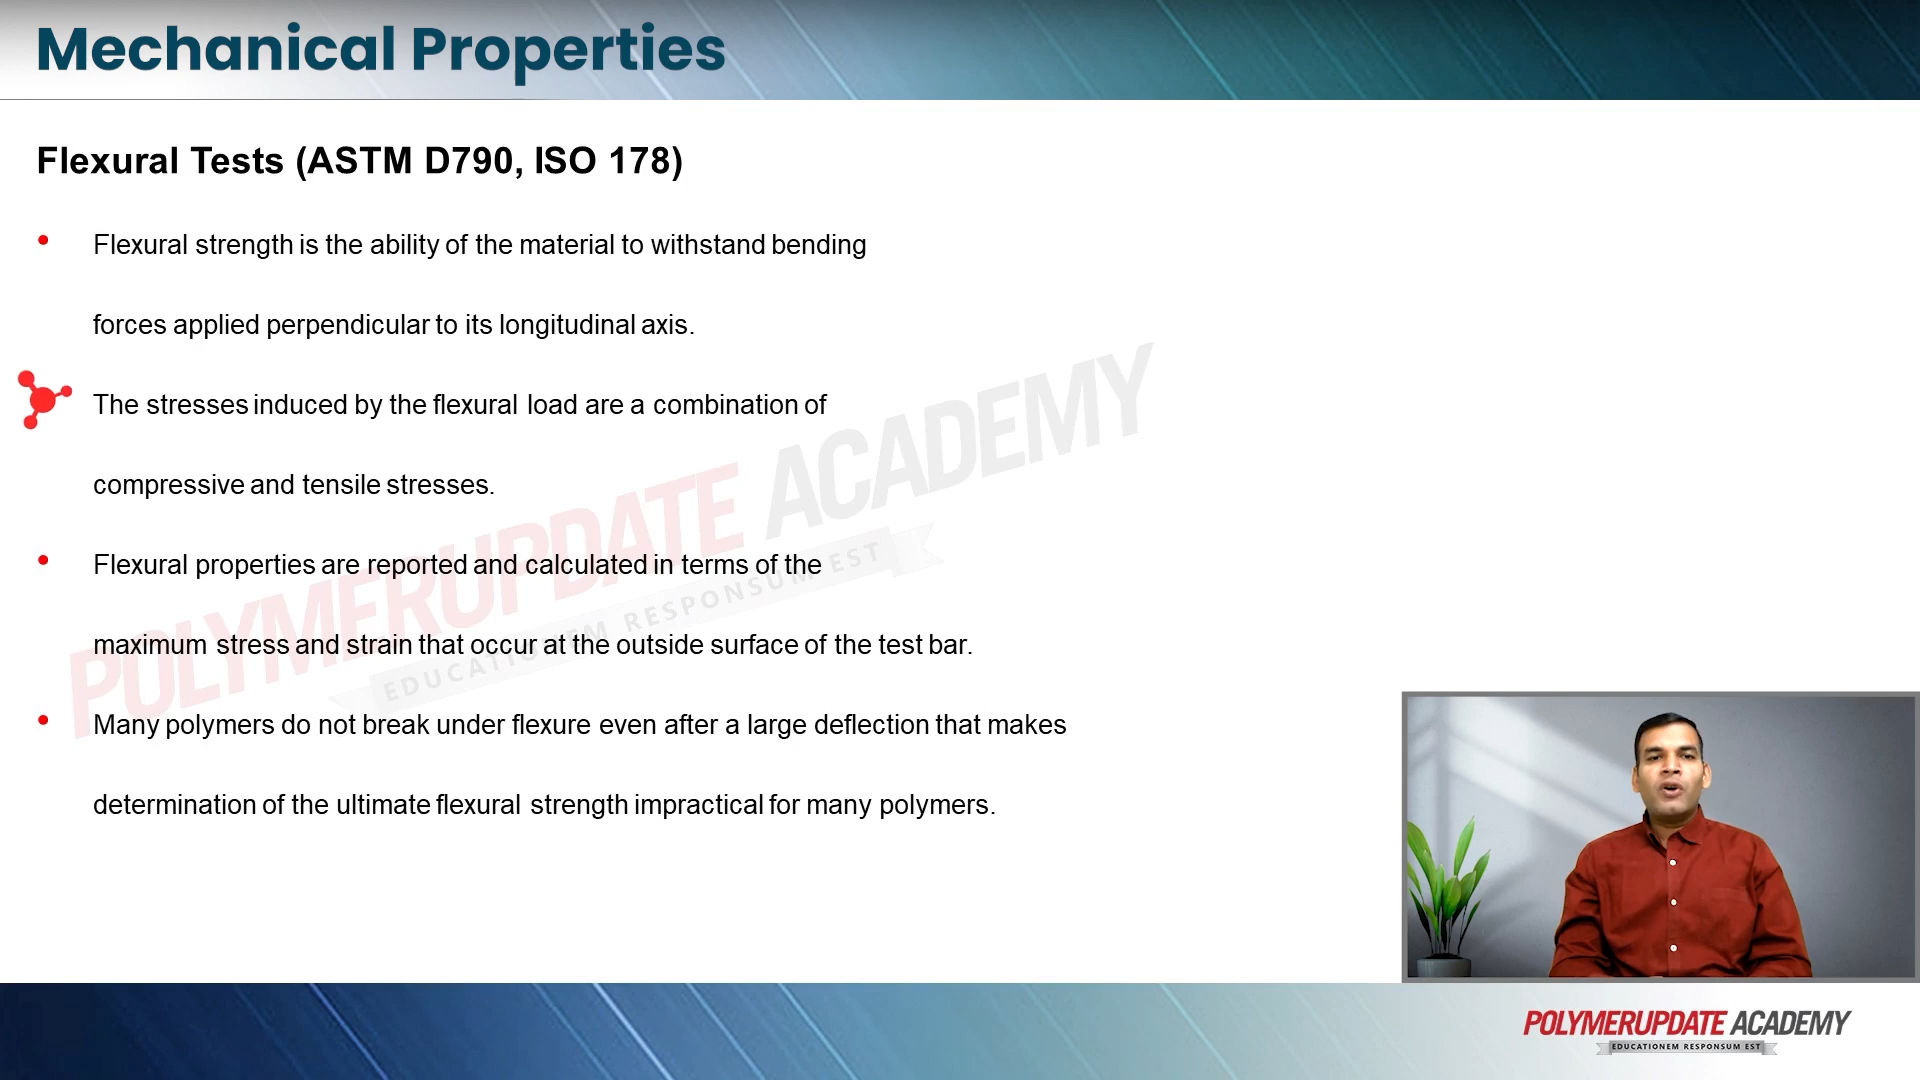 Mechanical Properties
Flexural Tests (ASTM D790, ISO 178)
Flexural strength is the ability of the material to withstand bending
forces applied perpendicular to its longitudinal axis.
The stresses induced by the flexural load are a combination of
compressive and tensile stresses.
Flexural properties are reported and calculated in terms of the
maximum stress and strain that occur at the outside surface of the test bar.
Many polymers do not break under flexure even after a large deflection that makes
determination of the ultimate flexural strength impractical for many polymers.
POLYMERUPDATE ACADEMY
EDUCATIONEM RESPONSUM EST
POLYMERUPDATE ACADEMY
EDUCATIONEM RESPONSUM EST